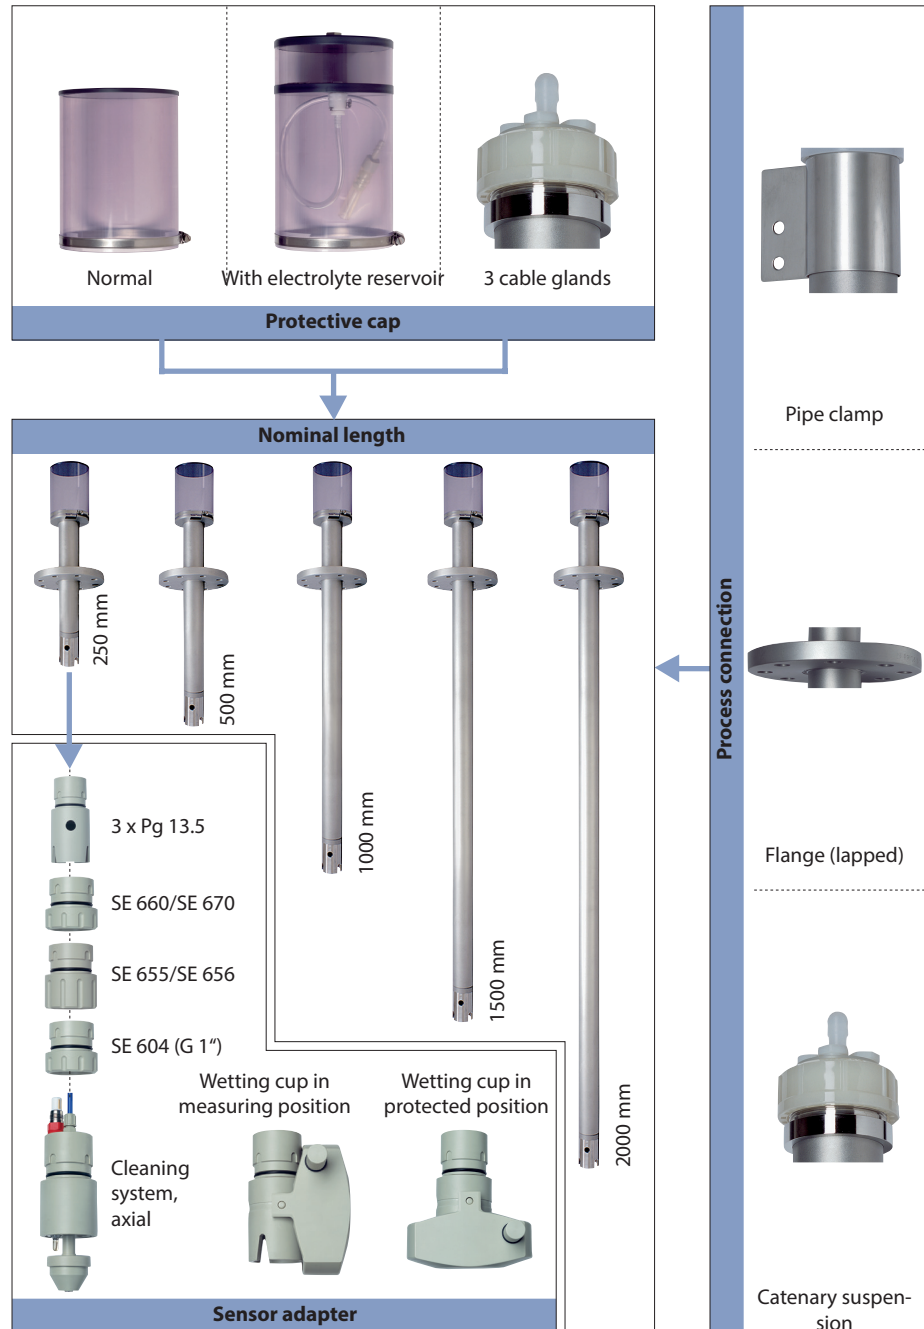 Normal
With electrolyte reservoir
3 cable glands
Protective cap
Nominal length
250 mm
500 mm
1000 mm
1500 mm
2000 mm
3 x Pg 13.5
SE 660/SE 670
SE 655/SE 656
SE 604 (G 1“)
Cleaning
system,
axial
Wetting cup in
measuring position
Wetting cup in
protected position
Sensor adapter
Process connection
Pipe clamp
Flange (lapped)
Catenary suspen-
sion